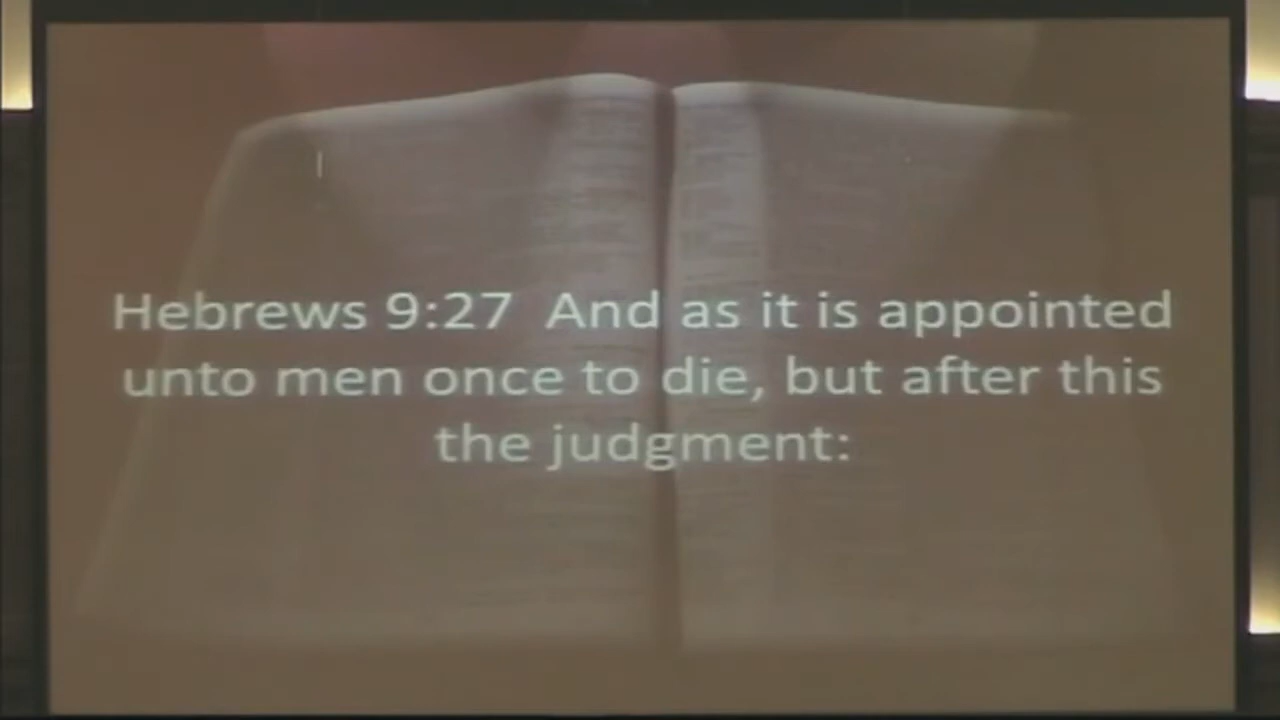 Hebrews 9:27  And as it is appointed
unto men once to die, but after this
the judgment: